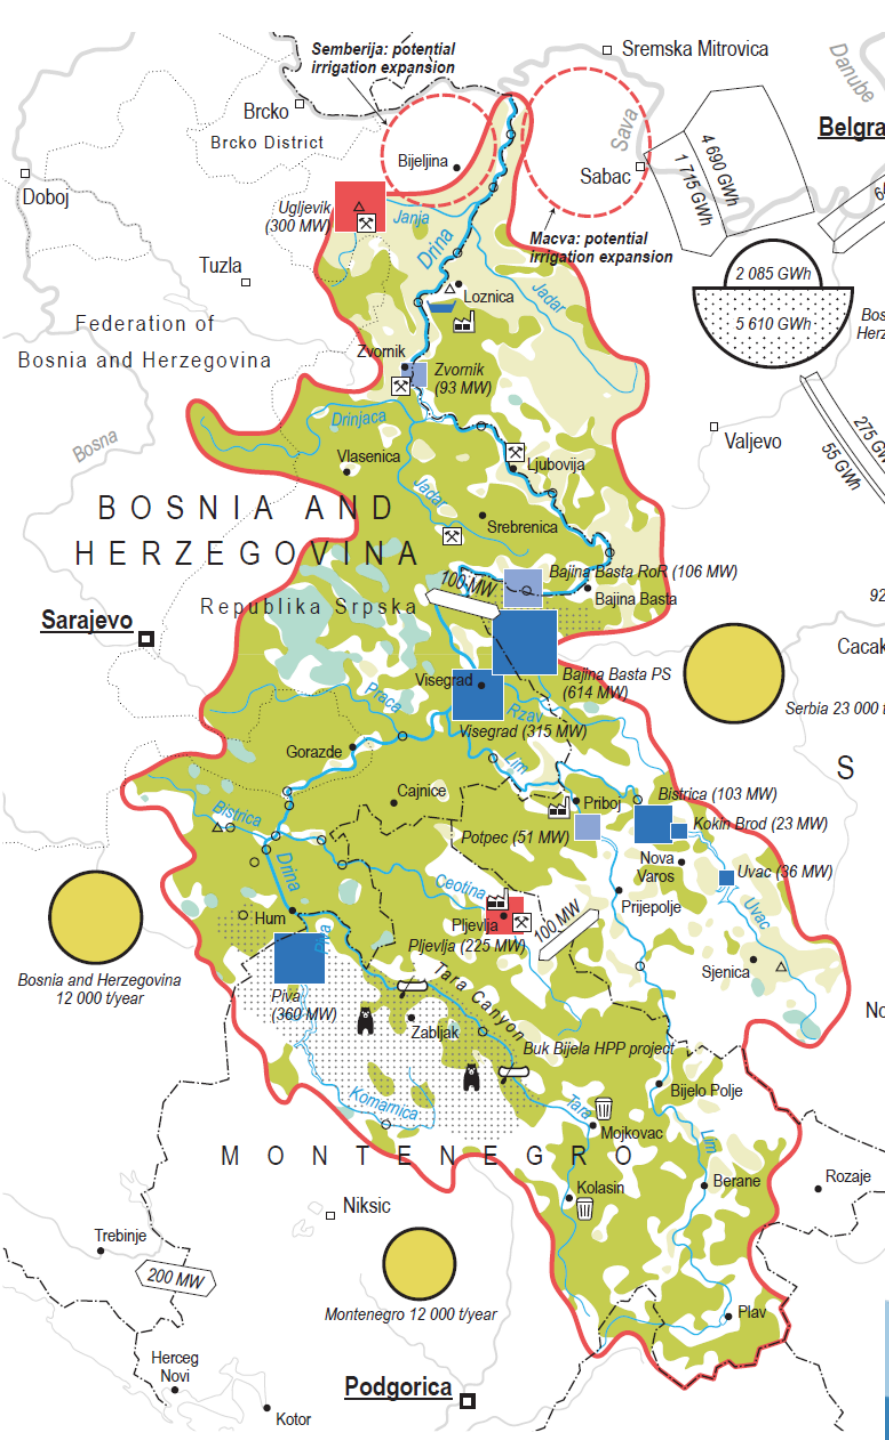 Semberija: potential
irrigation expansion
Sremska Mitrovica
Danube
Brcko
Brcko District
Belgra
Sava
4 690 GWh
1 715 GWh
Bijeljina
Sabac
Doboj
Ugljevik
(300 MW)
Janja
Drina
Macva: potential
irrigation expansion
60
Tuzla
2 085 GWh
Loznica
Jadar
5 610 GWh
Bos
Herz
Federation of
Bosnia and Herzegovina
Zvornik
Zvornik
(93 MW)
275 GW
55 GWh
Drinjaca
Bosna
Valjevo
Vlasenica
Ljubovija
Jadar
BOSNIA AND
HERZEGOVINA
Srebrenica
Bajina Basta RoR (106 MW)
100 MW
Bajina Basta
92
Republika Srpska
Sarajevo
Cacak
Visegrad
Bajina Basta PS
(614 MW)
Praca
Rzav
Serbia 23 000 t
Visegrad (315 MW)
Gorazde
Lim
S
Cajnice
Priboj
Bistrica (103 MW)
Bistrica
Potpec (51 MW)
Kokin Brod (23 MW)
Nova
Varos
Uvac (36 MW)
Drina
Ceotina
Prijepolje
Uvac
Hum
Pljevlja
100 MW
Piva
Pljevlja (225 MW)
Sjenica
Bosnia and Herzegovina
12 000 t/year
Piva
(360 MW)
Tara Canyon
No
Zabljak
Buk Bijela HPP project
Komarnica
Tara
Bijelo Polje
Mojkovac
Lim
MONTENEGRO
Kolasin
Berane
Rozaje
Niksic
Trebinje
200 MW
Montenegro 12 000 t/year
Plav
Herceg
Novi
Podgorica
Kotor